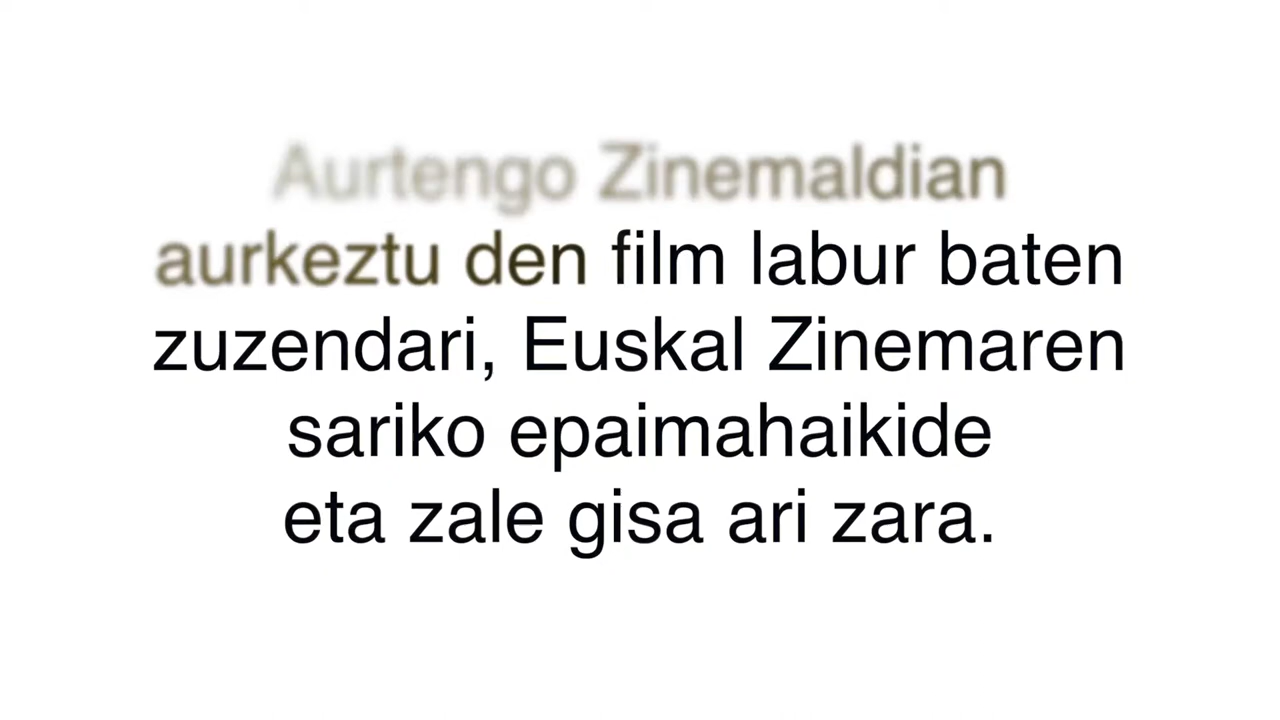 Aurtengo Zinemaldian
aurkeztu den film labur baten
zuzendari, Euskal Zinemaren
sariko epaimahaikide
eta zale gisa ari zara.